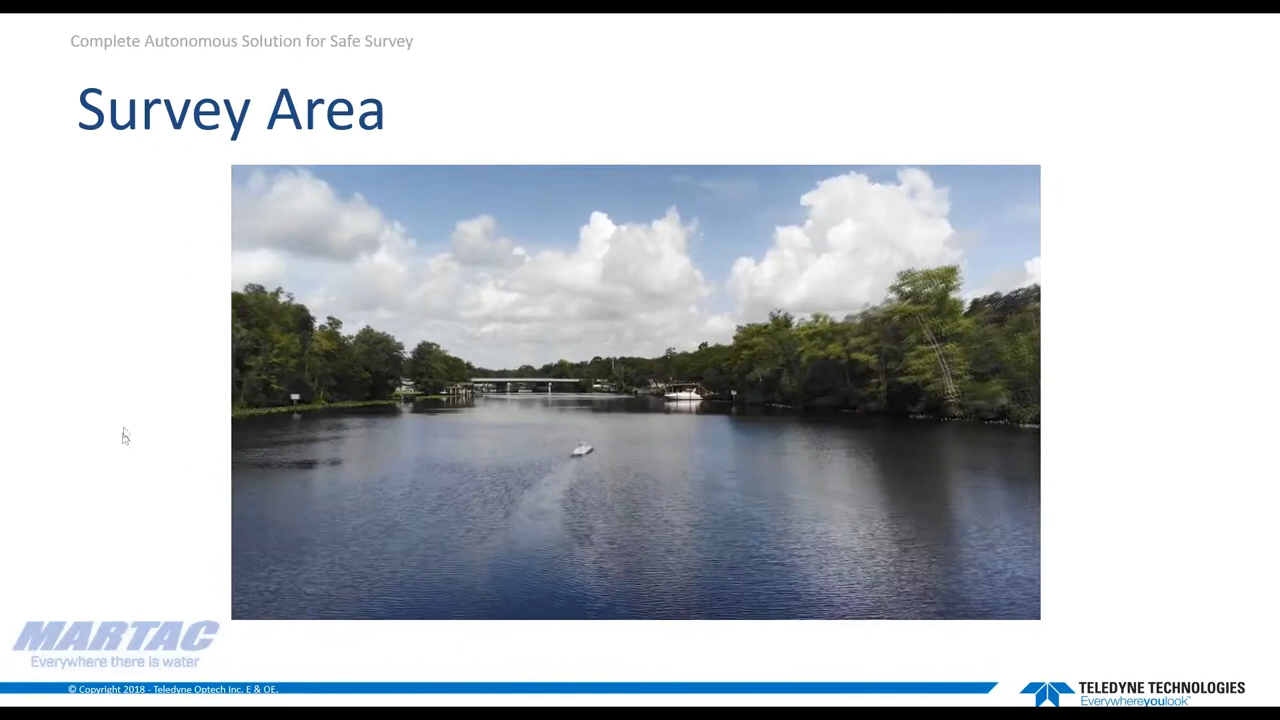 Complete Autonomous Solution for Safe Survey
Survey Area
MARTAC
Everywhere there is water
© Copyright 2018 - Teledyne Optech Inc. E & OE.
TELEDYNE TECHNOLOGIES
Everywhereyoulook™